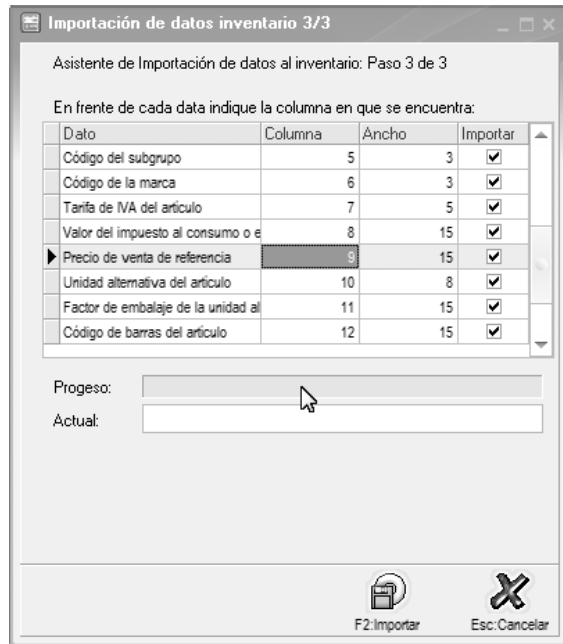 Importación de datos inventario 3/3
Asistente de Importación de datos al inventario: Paso 3 de 3
En frente de cada data indique la columna en que se encuentra:
Dato Columna Ancho Importar
Código del subgrupo 5 3
Código de la marca 6 3
Tarifa de IVA del articulo 7 5
Valor del impuesto al consumo o e 8 15
Precio de venta de referencia 9 15
Unidad alternativa del articulo 10 8
Factor de embalaje de la unidad al 11 15
Código de barras del articulo 12 15
Progeso:
Actual:
F2:Importar Esc:Cancelar